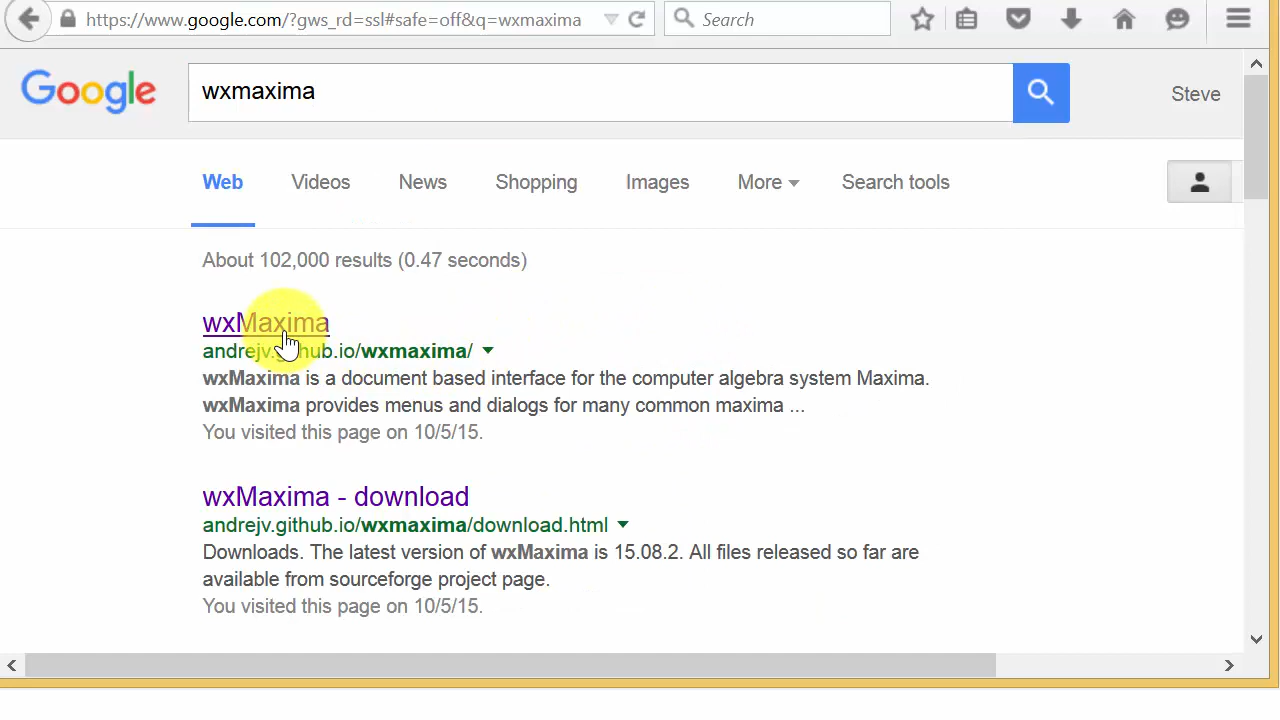 https://www.google.com/?gws_rd=ssl#safe=off&q=wxmaxima
Search
Google
wxmaxima
Steve
Web
Videos
News
Shopping
Images
More
Search tools
About 102,000 results (0.47 seconds)
wxMaxima
andrejv.github.io/wxmaxima/
wxMaxima is a document based interface for the computer algebra system Maxima.
wxMaxima provides menus and dialogs for many common maxima ...
You visited this page on 10/5/15.
wxMaxima - download
andrejv.github.io/wxmaxima/download.html
Downloads. The latest version of wxMaxima is 15.08.2. All files released so far are
available from sourceforge project page.
You visited this page on 10/5/15.